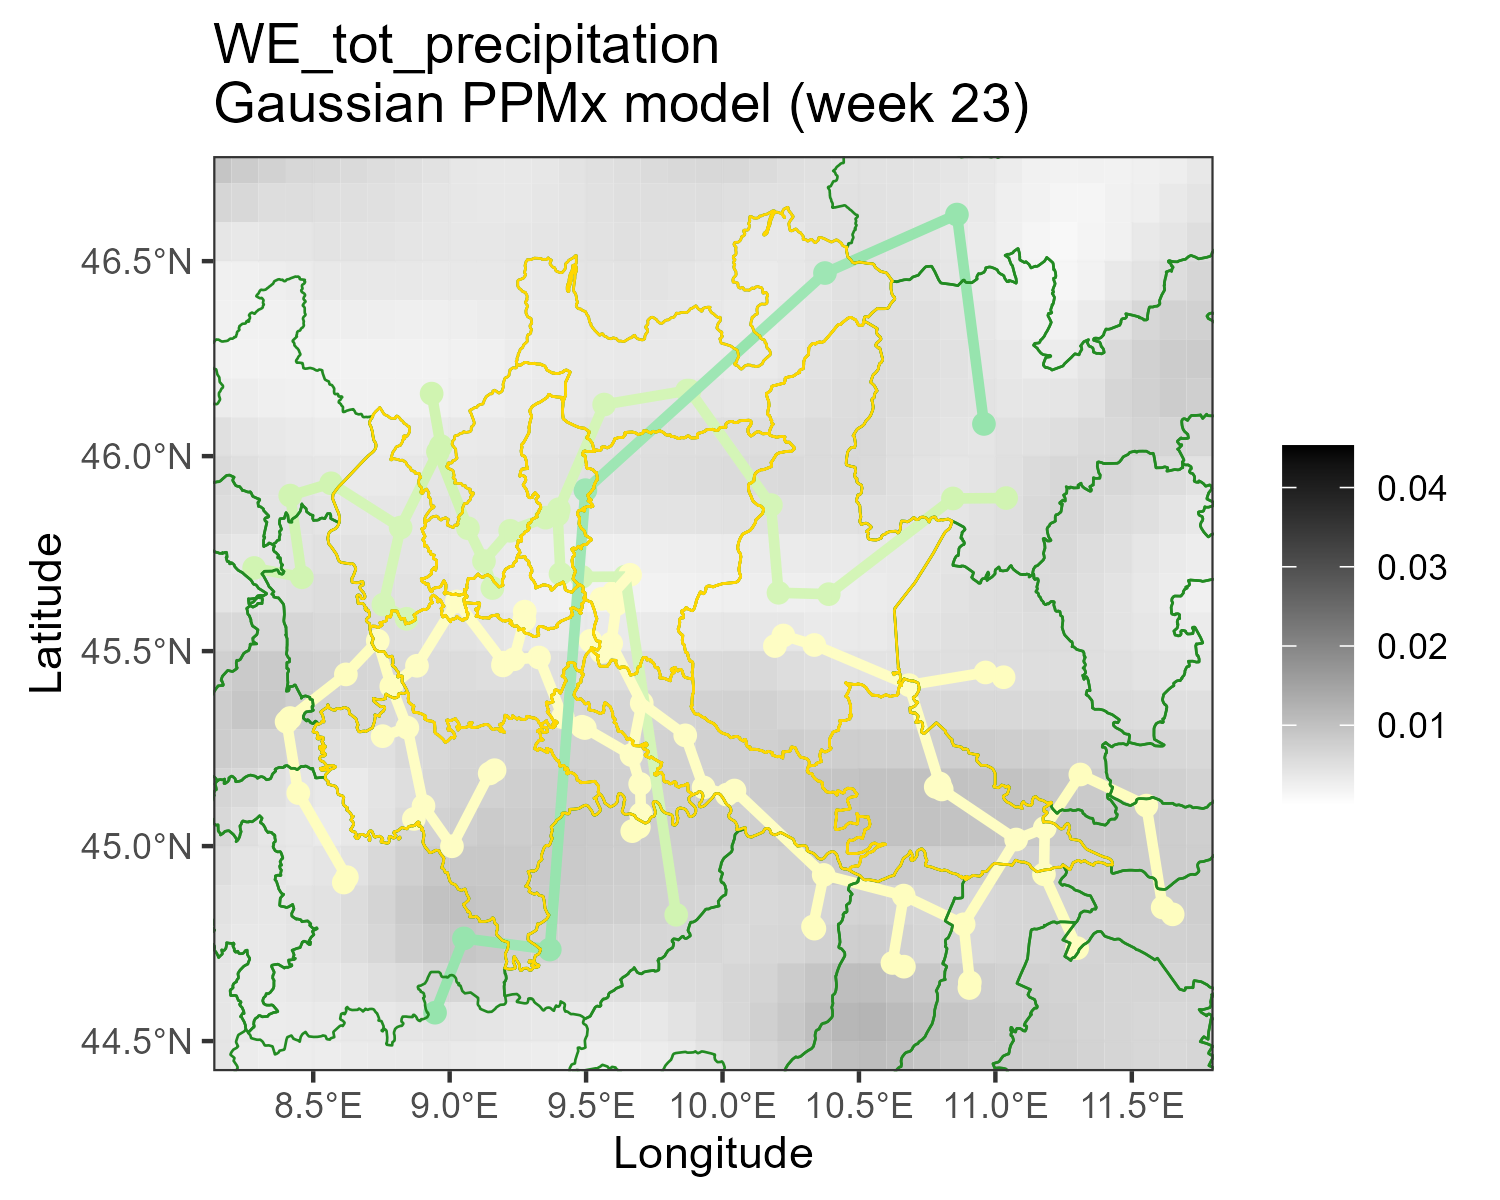 WE_tot_precipitation
Gaussian PPMx model (week 23)
46.5°N
46.0°N
45.5°N
45.0°N
44.5°N
Latitude
8.5°E 9.0°E 9.5°E 10.0°E 10.5°E 11.0°E 11.5°E
Longitude
0.04
0.03
0.02
0.01